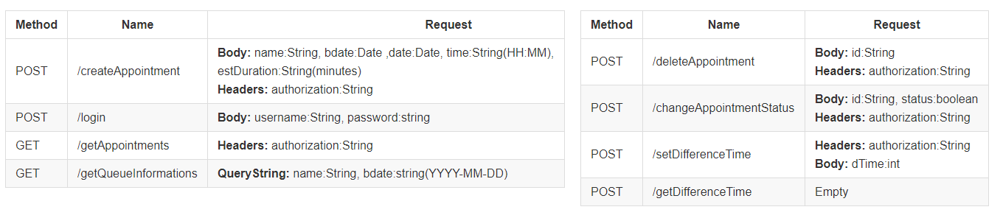 Method Name Request
POST /createAppointment Body: name:String, bdate:Date ,date:Date, time:String(HH:MM),
estDuration:String(minutes)
Headers: authorization:String
POST /login Body: username:String, password:string
GET /getAppointments Headers: authorization:String
GET /getQueueInformations QueryString: name:String, bdate:string(YYYY-MM-DD)
Method Name Request
POST /deleteAppointment Body: id:String
Headers: authorization:String
POST /changeAppointmentStatus Body: id:String, status:boolean
Headers: authorization:String
POST /setDifferenceTime Headers: authorization:String
Body: dTime:int
POST /getDifferenceTime Empty